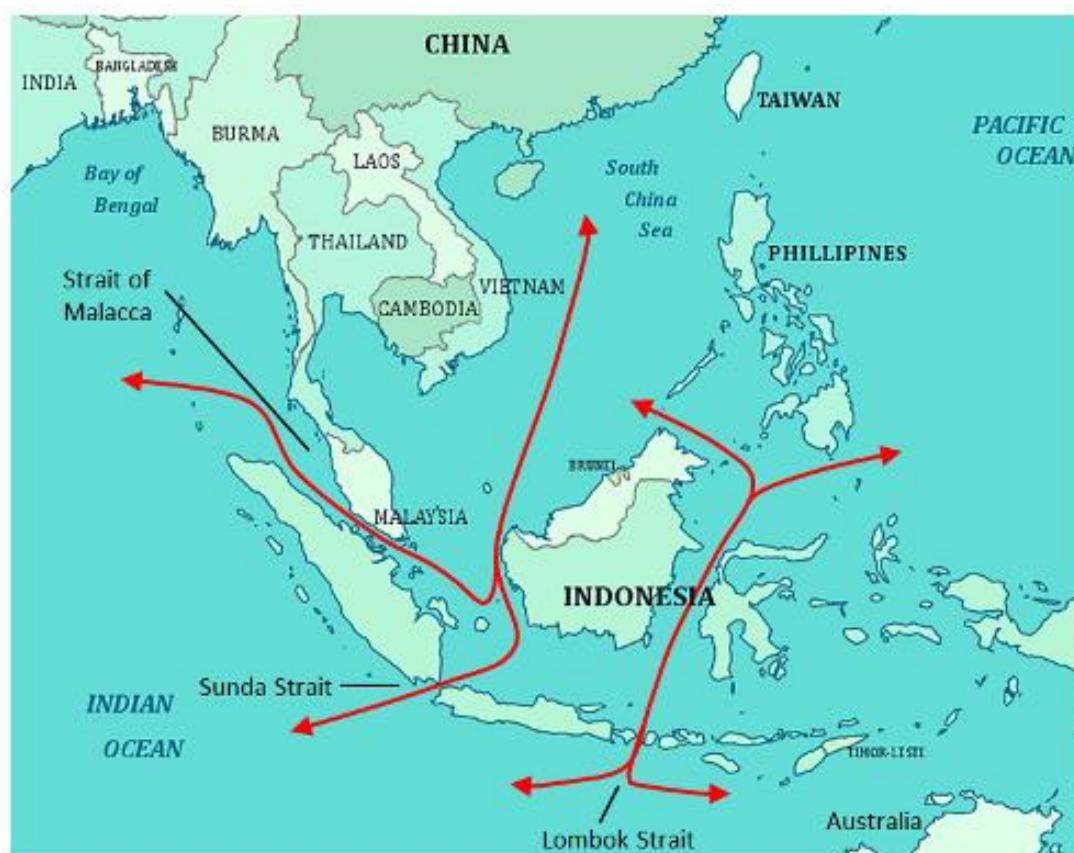 CHINA
INDIA
BANGLADESH
TAIWAN
BURMA
PACIFIC
OCEAN
LAOS
Bay of
Bengal
South
China
Sea
THAILAND
PHILLIPINES
Strait of
Malacca
VIETNAM
CAMBODIA
BRUNEI
MALAYSIA
INDONESIA
Sunda Strait
INDIAN
OCEAN
TIMOR-LESTE
Australia
Lombok Strait